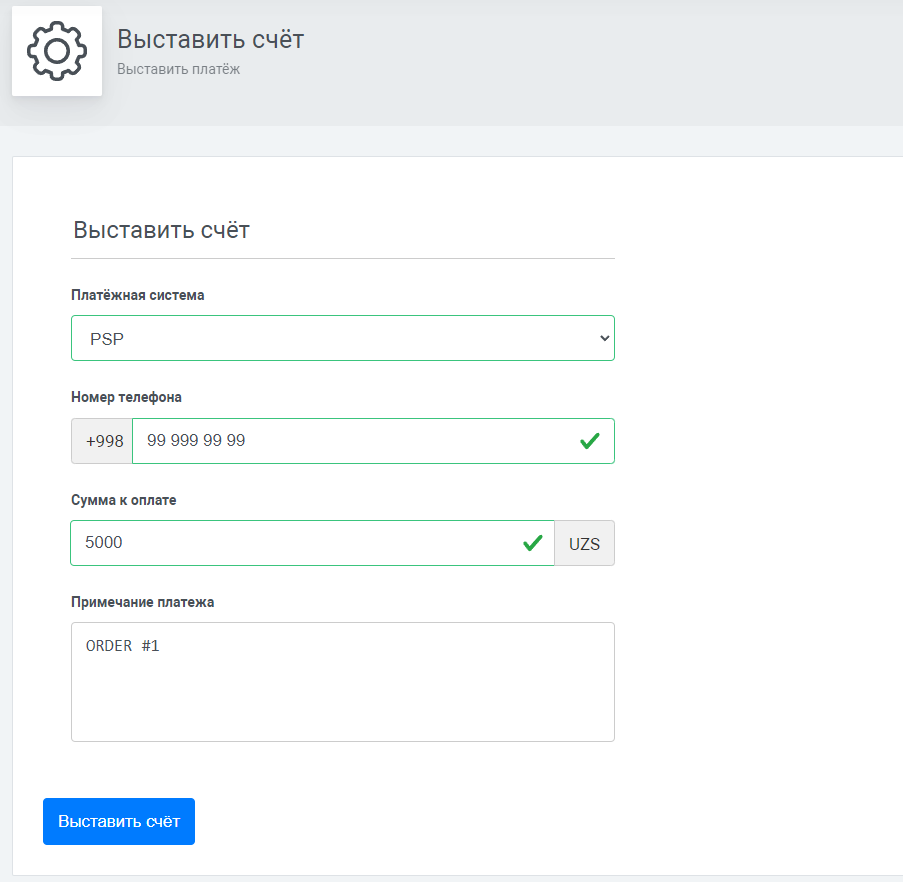 Выставить счёт
Выставить платёж
Выставить счёт
Платёжная система
PSP
Номер телефона
+998 99 999 99 99
Сумма к оплате
5000 UZS
Примечание платежа
ORDER #1
Выставить счёт